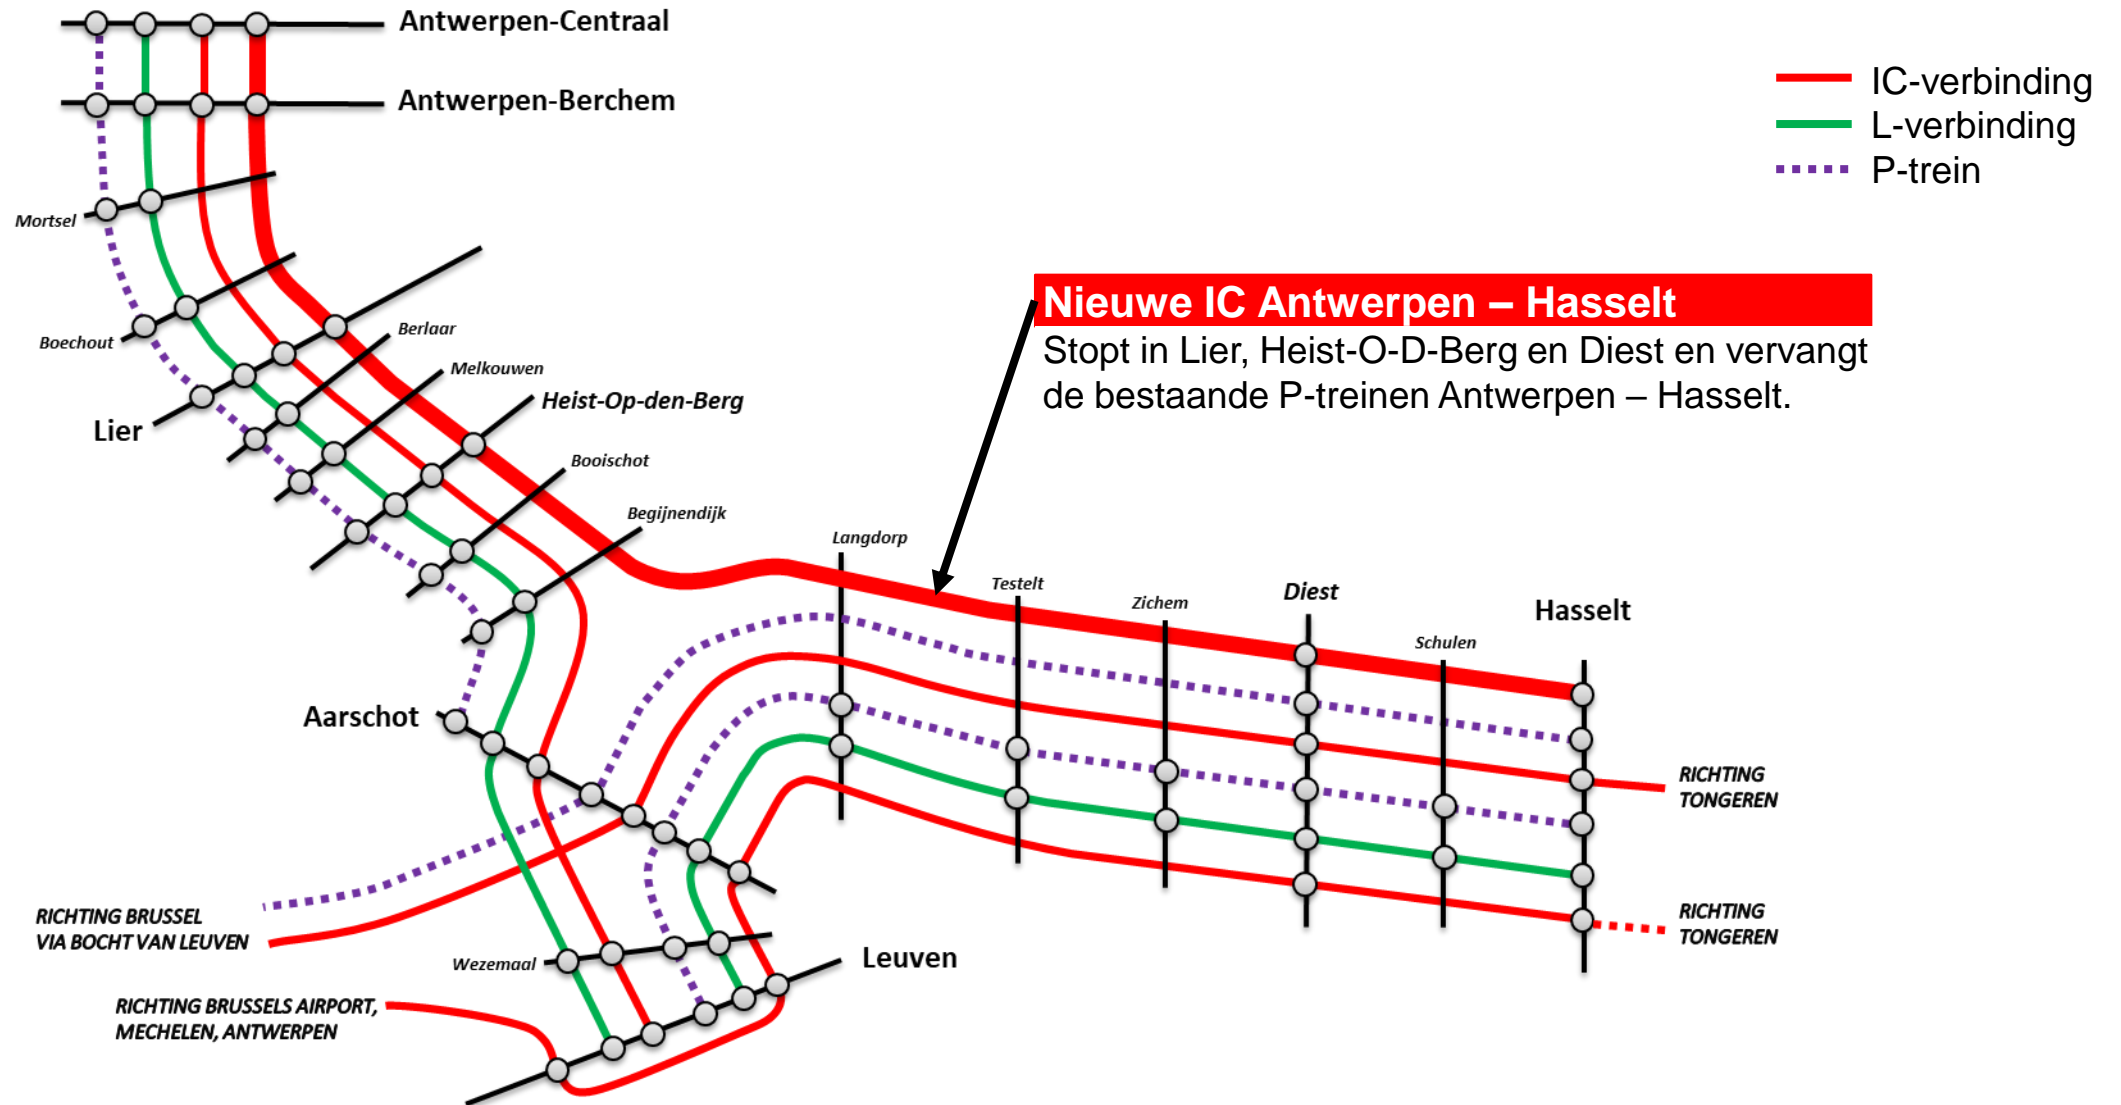 Antwerpen-Centraal
Antwerpen-Berchem
IC-verbinding
L-verbinding
P-trein
Mortsel
Boechout
Lier
Berlaar
Melkouwen
Heist-Op-den-Berg
Booischot
Begijnendijk
Nieuwe IC Antwerpen – Hasselt
Stopt in Lier, Heist-O-D-Berg en Diest en vervangt
de bestaande P-treinen Antwerpen – Hasselt.
Langdorp
Testelt
Zichem
Diest
Schulen
Hasselt
Aarschot
RICHTING
TONGEREN
RICHTING
TONGEREN
RICHTING BRUSSEL
VIA BOCHT VAN LEUVEN
Wezemaal
Leuven
RICHTING BRUSSELS AIRPORT,
MECHELEN, ANTWERPEN